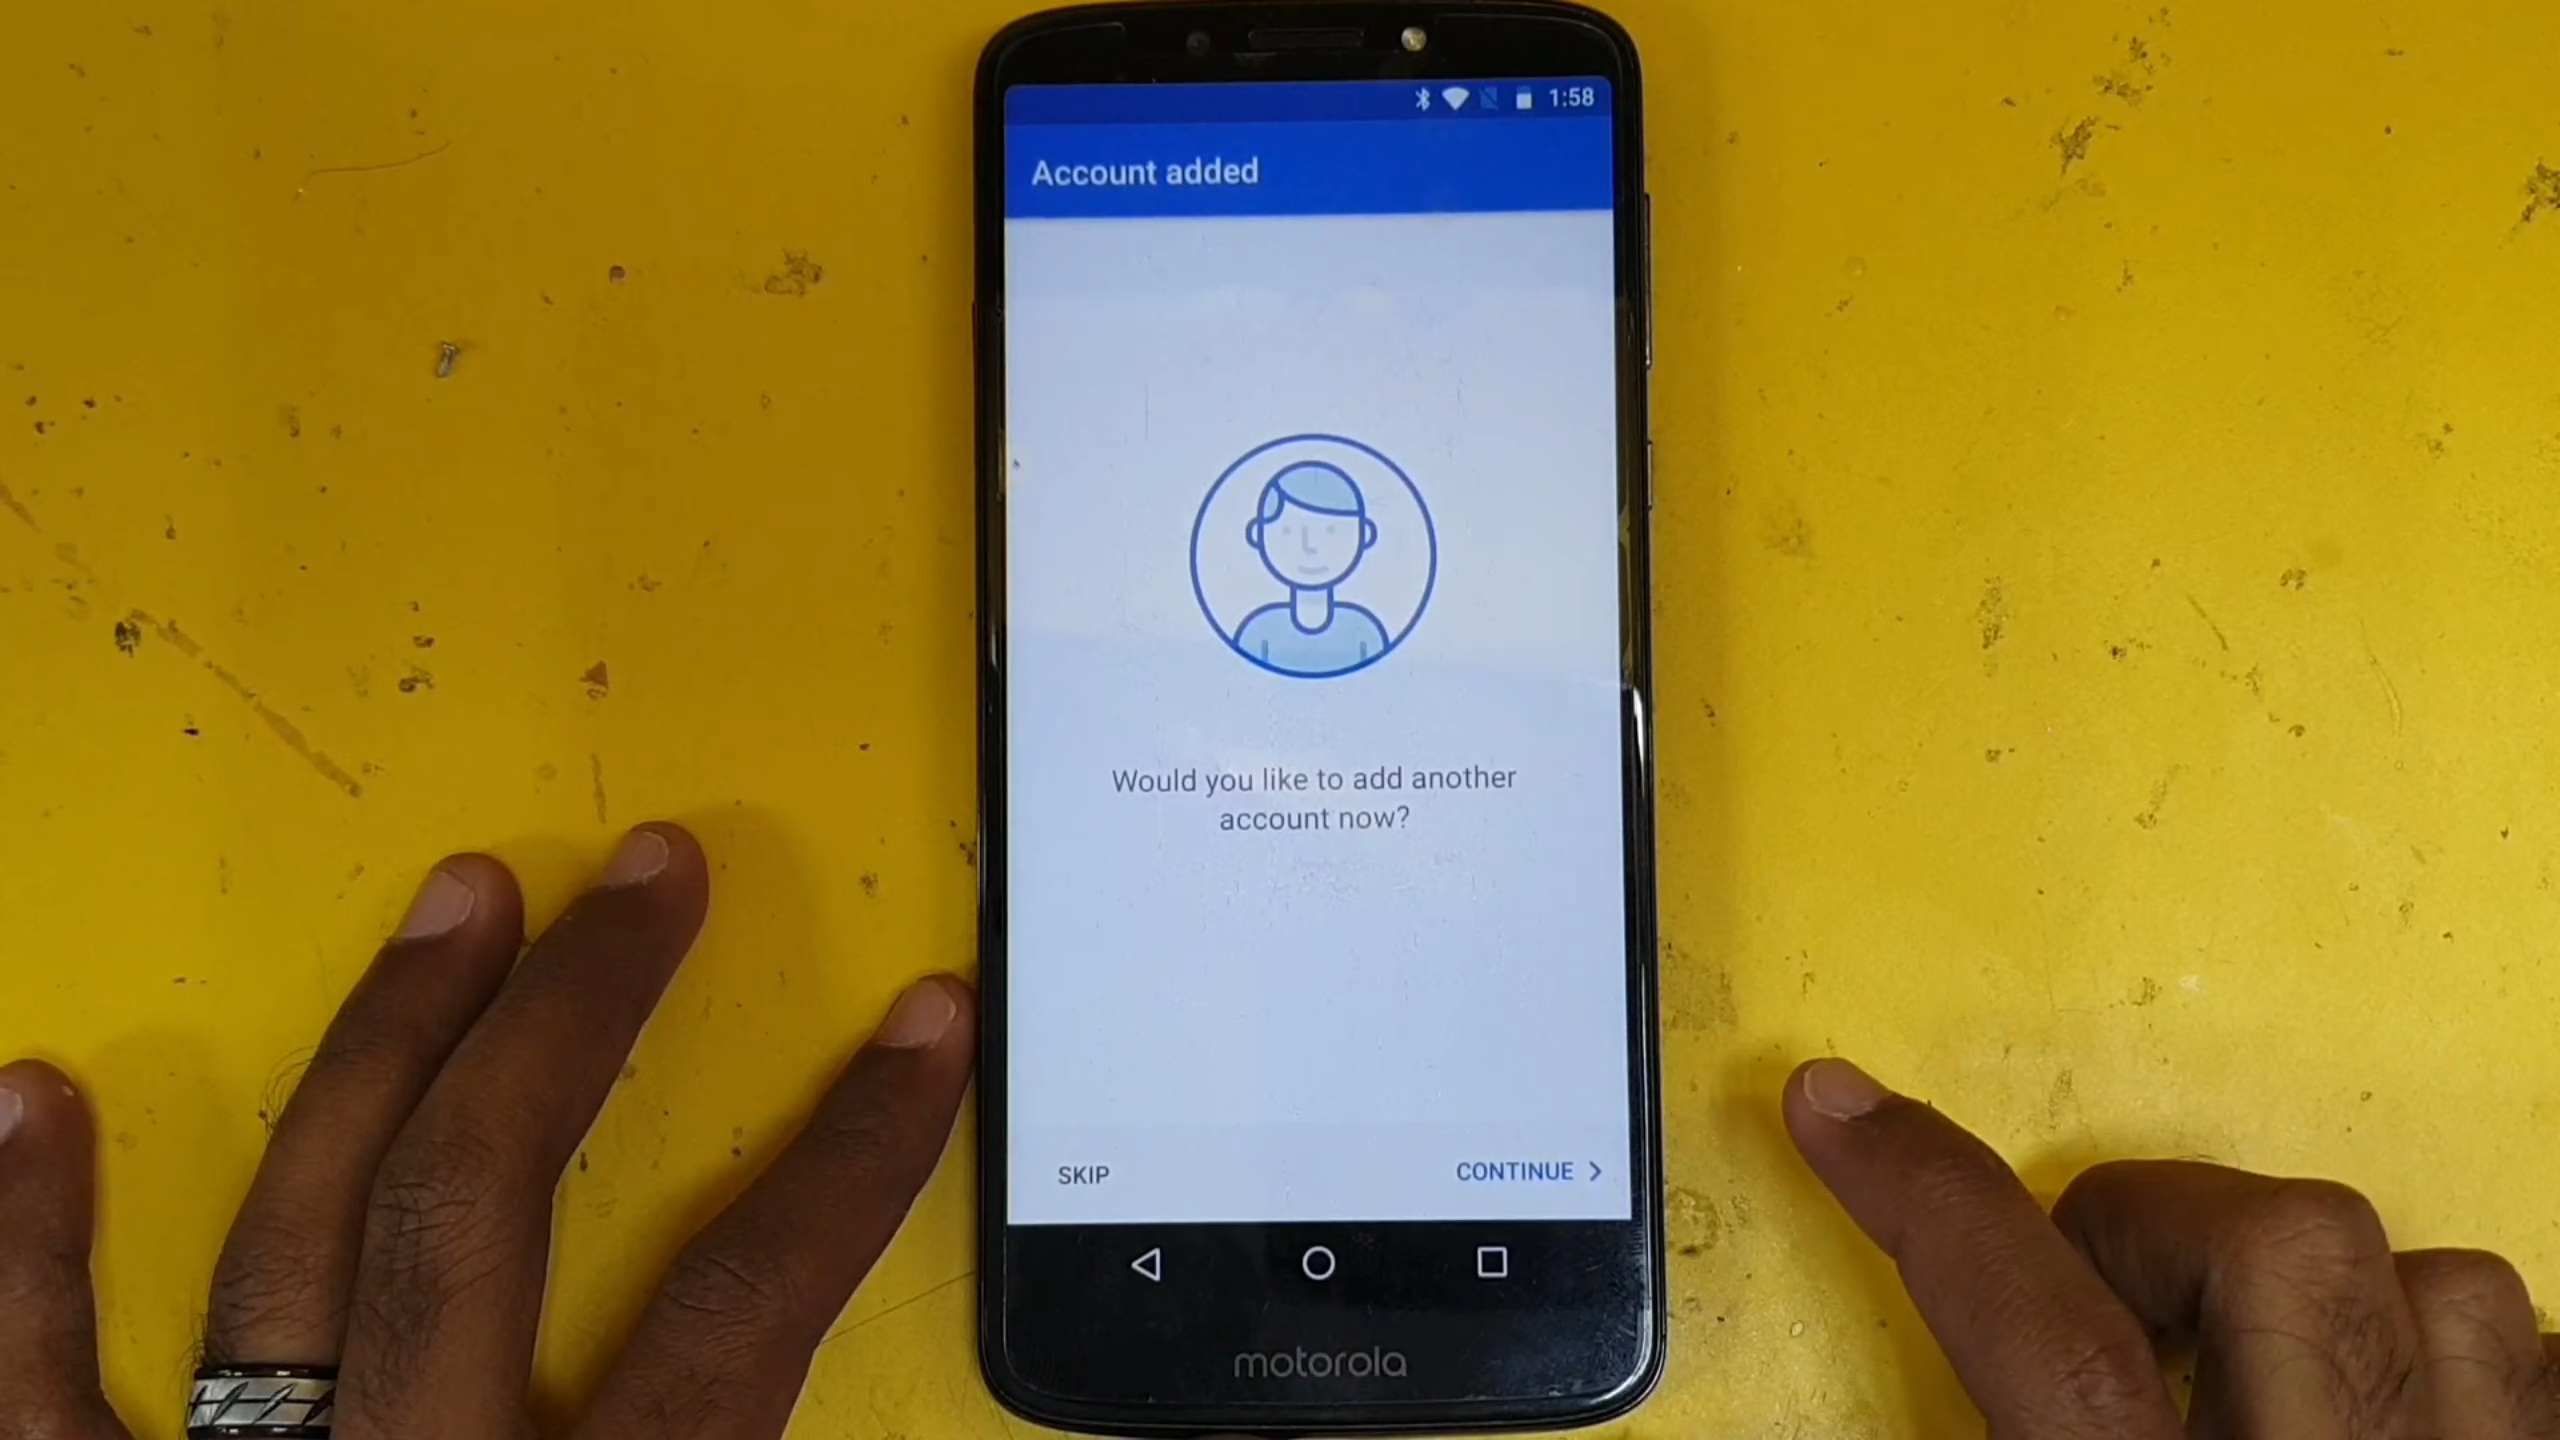 1:58
Account added
Would you like to add another
account now?
SKIP
CONTINUE
motorola